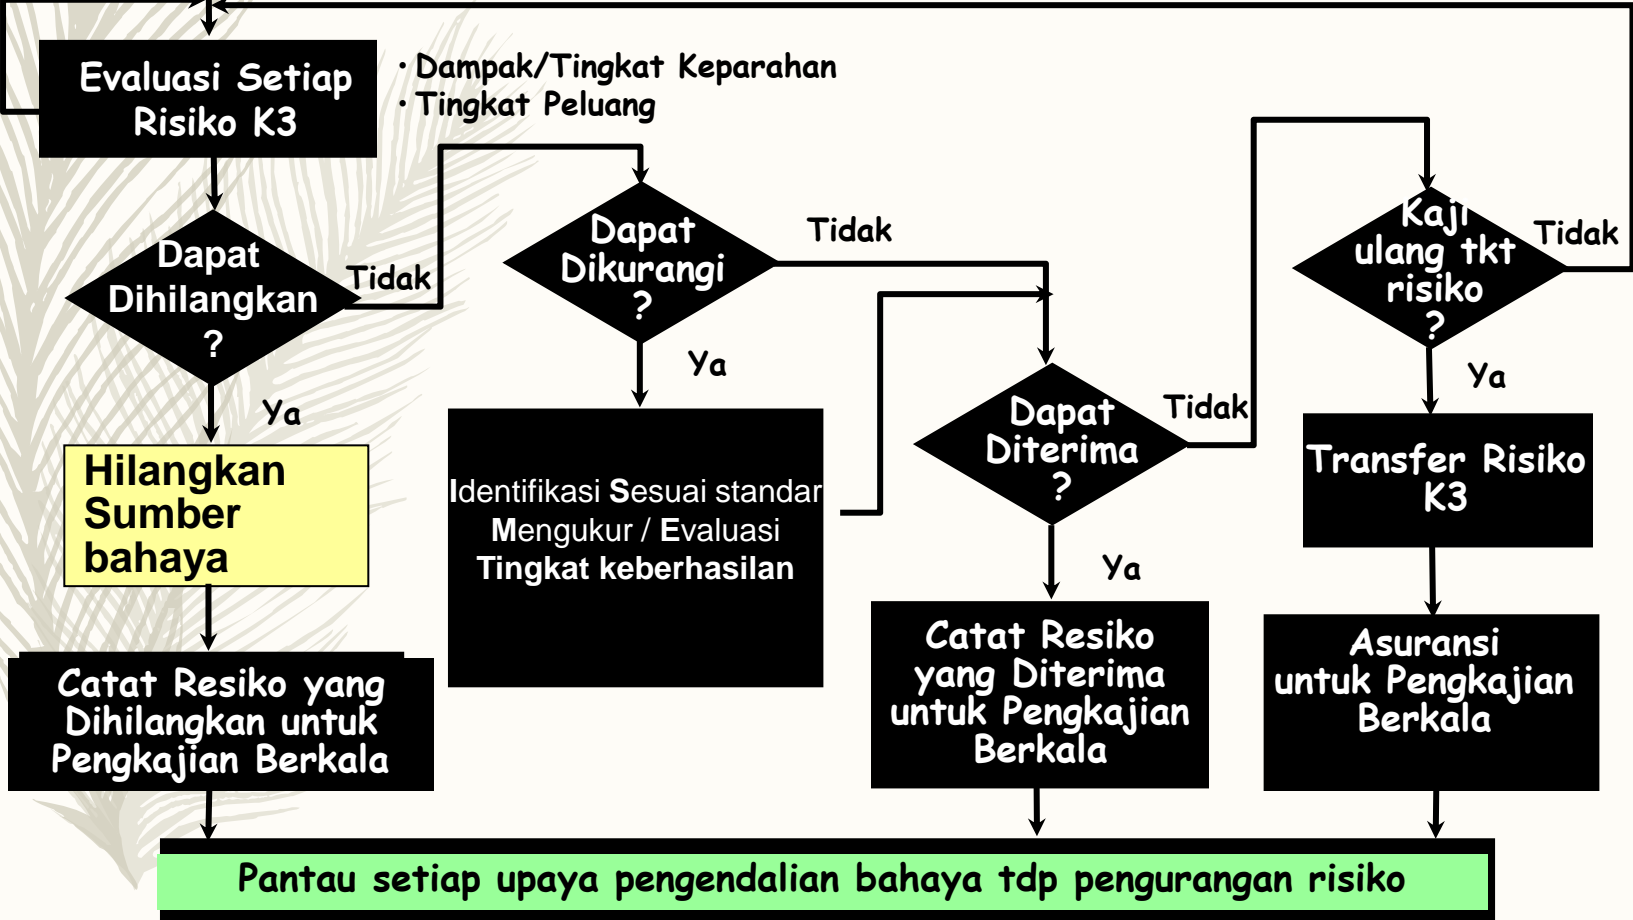 Evaluasi Setiap
Risiko K3
• Dampak/Tingkat Keparahan
• Tingkat Peluang
Dapat
Dihilangkan
?
Tidak
Ya
Hilangkan
Sumber
bahaya
Catat Resiko yang
Dihilangkan untuk
Pengkajian Berkala
Dapat
Dikurangi
?
Tidak
Ya
Identifikasi Sesuai standar
Mengukur / Evaluasi
Tingkat keberhasilan
Dapat
Diterima
?
Tidak
Ya
Catat Resiko
yang Diterima
untuk Pengkajian
Berkala
Kaji
ulang tkt
risiko
?
Tidak
Ya
Transfer Risiko
K3
Asuransi
untuk Pengkajian
Berkala
Pantau setiap upaya pengendalian bahaya tdp pengurangan risiko